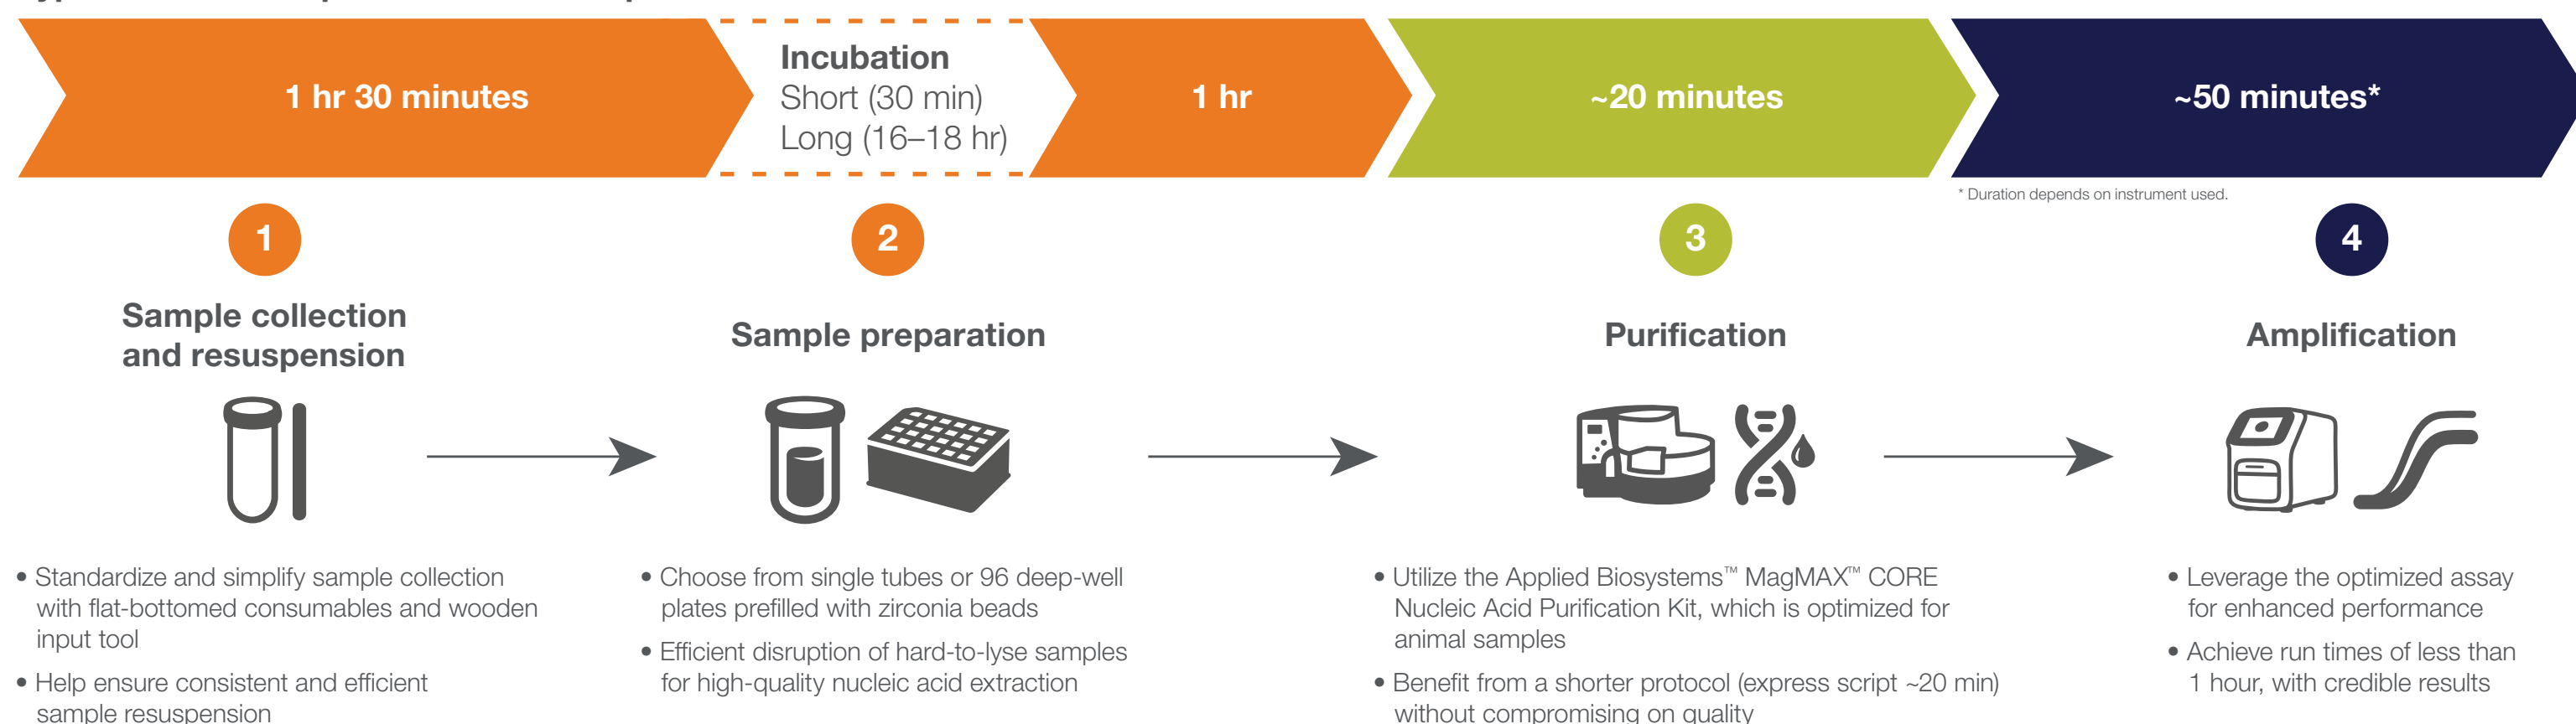 1 hr 30 minutes
Incubation
Short (30 min)
Long (16–18 hr)
1 hr
~20 minutes
~50 minutes*
* Duration depends on instrument used.
1
Sample collection
and resuspension
• Standardize and simplify sample collection
with flat-bottomed consumables and wooden
input tool
• Help ensure consistent and efficient
sample resuspension
2
Sample preparation
• Choose from single tubes or 96 deep-well
plates prefilled with zirconia beads
• Efficient disruption of hard-to-lyse samples
for high-quality nucleic acid extraction
3
Purification
• Utilize the Applied Biosystems™ MagMAX™ CORE
Nucleic Acid Purification Kit, which is optimized for
animal samples
• Benefit from a shorter protocol (express script ~20 min)
without compromising on quality
4
Amplification
• Leverage the optimized assay
for enhanced performance
• Achieve run times of less than
1 hour, with credible results